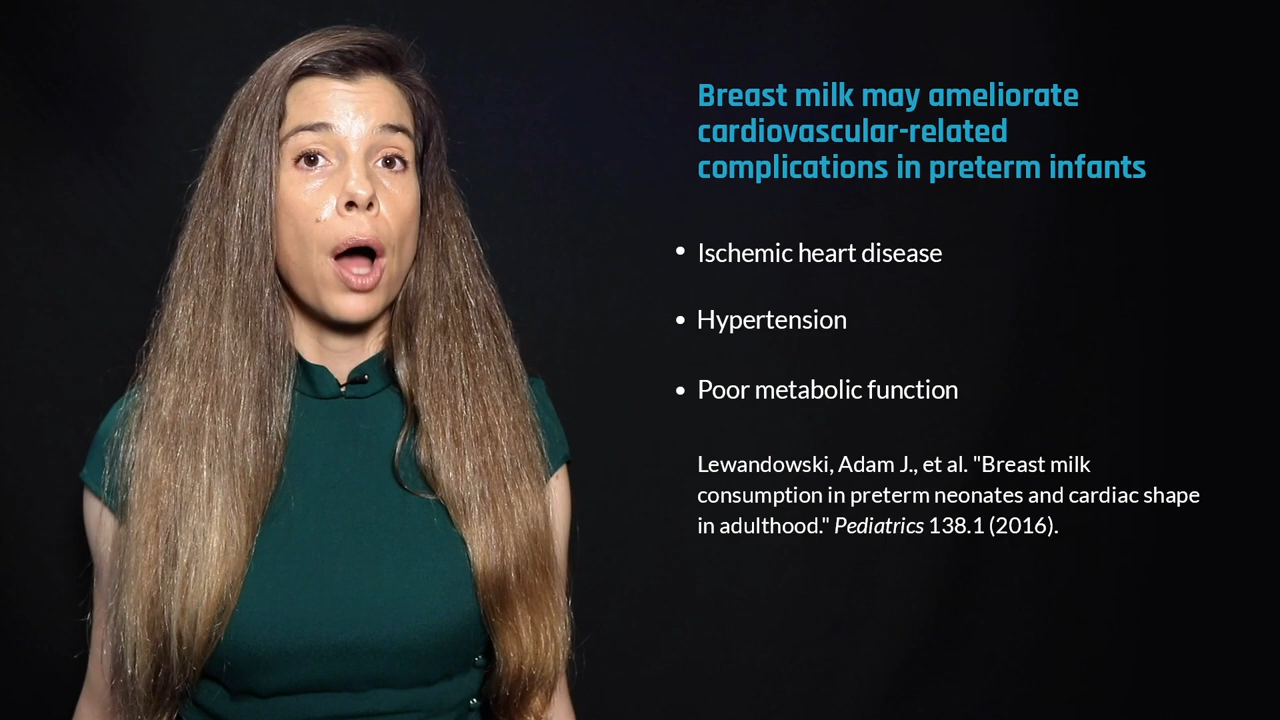 Breast milk may ameliorate
cardiovascular-related
complications in preterm infants
• Ischemic heart disease
• Hypertension
• Poor metabolic function
Lewandowski, Adam J., et al. "Breast milk
consumption in preterm neonates and cardiac shape
in adulthood." Pediatrics 138.1 (2016).